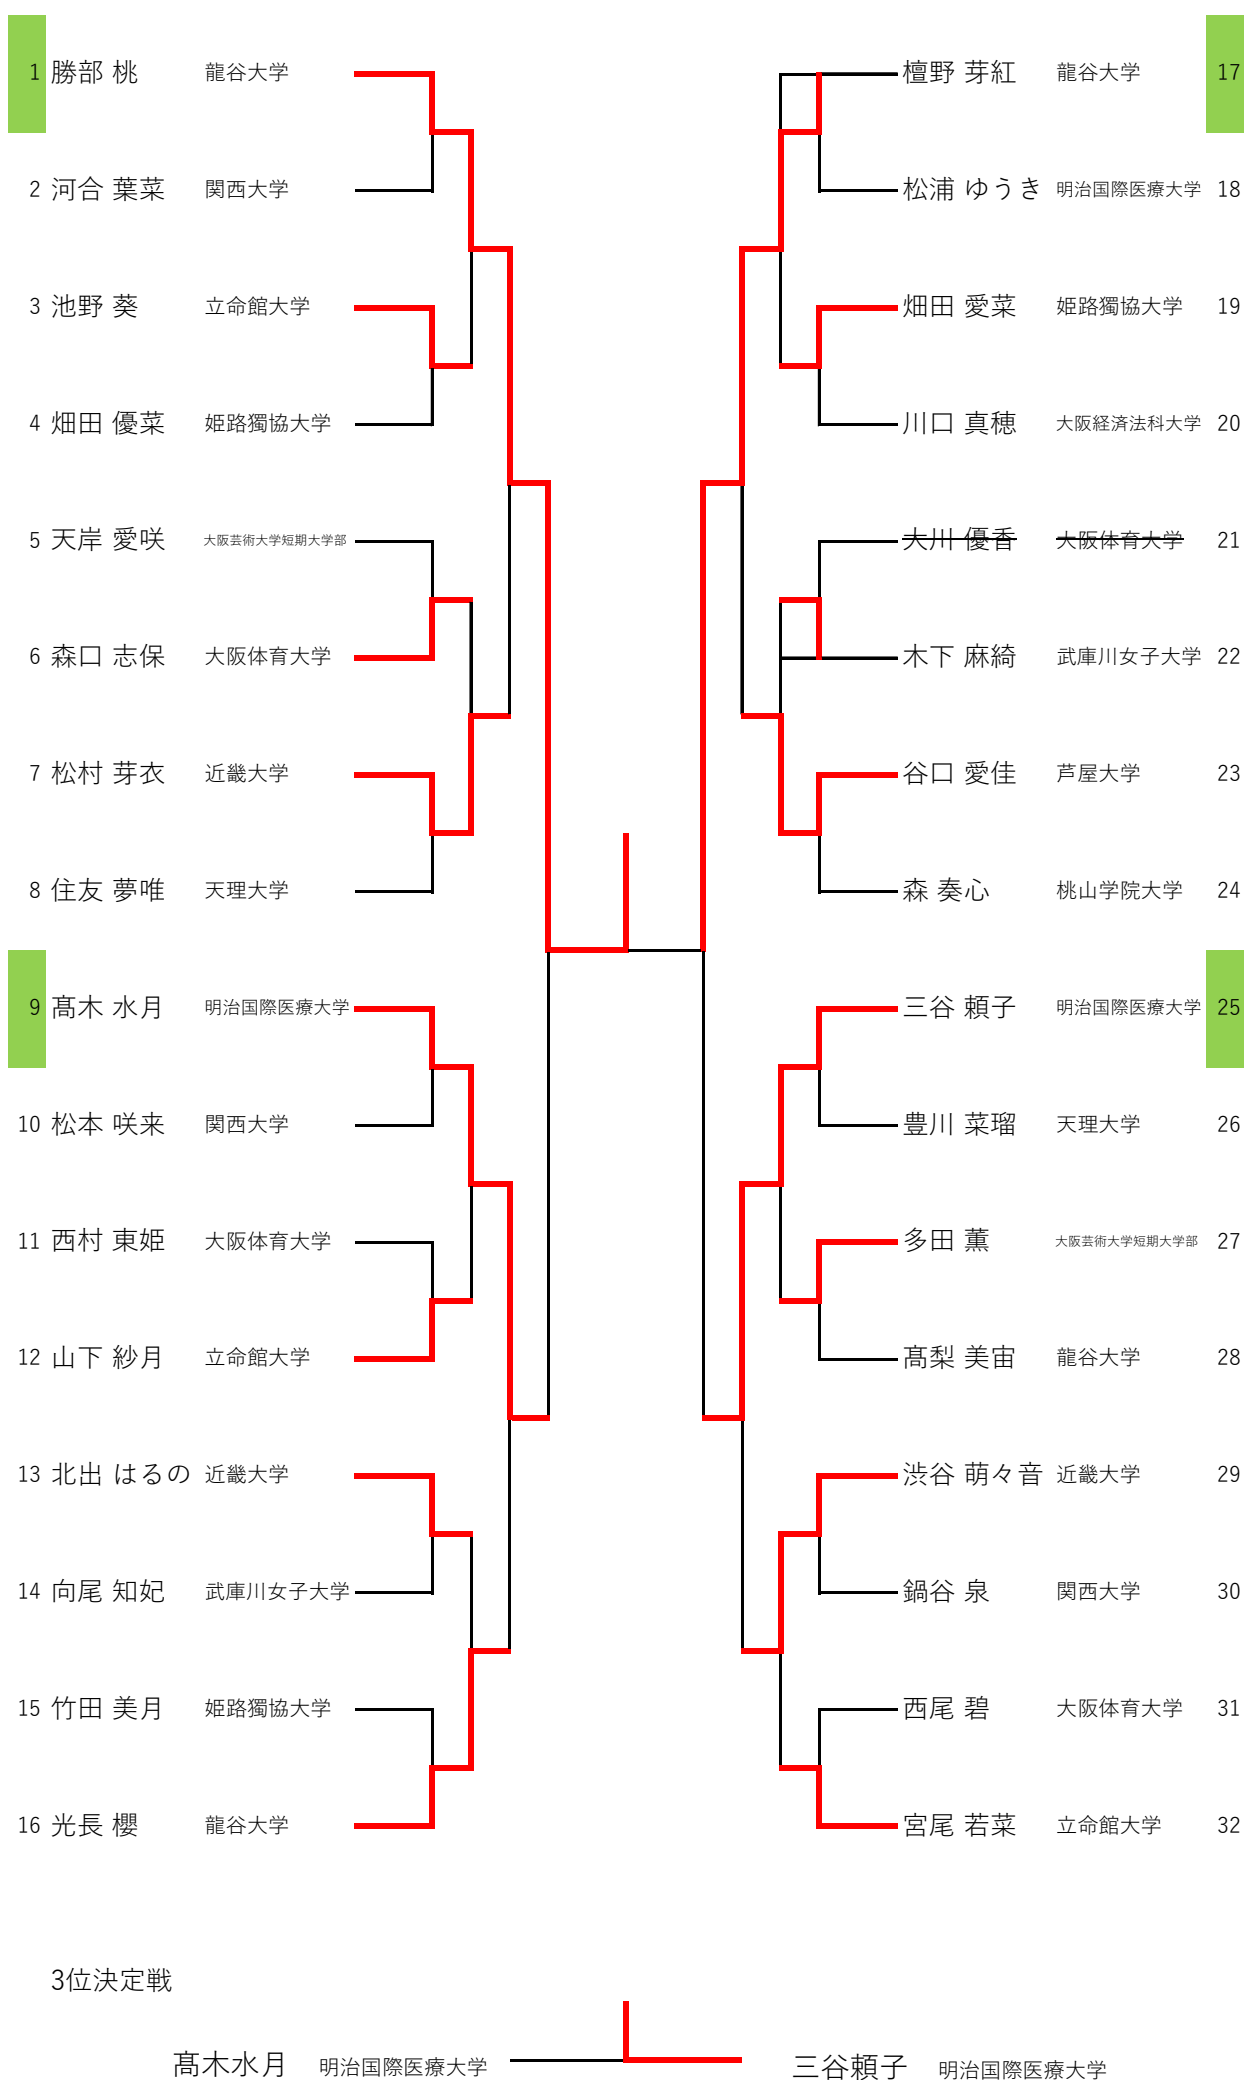 1 勝部 桃 龍谷大学
2 河合 葉菜 関西大学
3 池野 葵 立命館大学
4 畑田 優菜 姫路獨協大学
5 天岸 愛咲 大阪芸術大学短期大学部
6 森口 志保 大阪体育大学
7 松村 芽衣 近畿大学
8 住友 夢唯 天理大学
9 髙木 水月 明治国際医療大学
10 松本 咲来 関西大学
11 西村 東姫 大阪体育大学
12 山下 紗月 立命館大学
13 北出 はるの 近畿大学
14 向尾 知妃 武庫川女子大学
15 竹田 美月 姫路獨協大学
16 光長 櫻 龍谷大学
檀野 芽紅 龍谷大学 17
松浦 ゆうき 明治国際医療大学 18
畑田 愛菜 姫路獨協大学 19
川口 真穂 大阪経済法科大学 20
大川 優香 大阪体育大学 21
木下 麻綺 武庫川女子大学 22
谷口 愛佳 芦屋大学 23
森 奏心 桃山学院大学 24
三谷 頼子 明治国際医療大学 25
豊川 菜瑠 天理大学 26
多田 薫 大阪芸術大学短期大学部 27
髙梨 美宙 龍谷大学 28
渋谷 萌々音 近畿大学 29
鍋谷 泉 関西大学 30
西尾 碧 大阪体育大学 31
宮尾 若菜 立命館大学 32
3位決定戦
髙木水月 明治国際医療大学
三谷頼子 明治国際医療大学